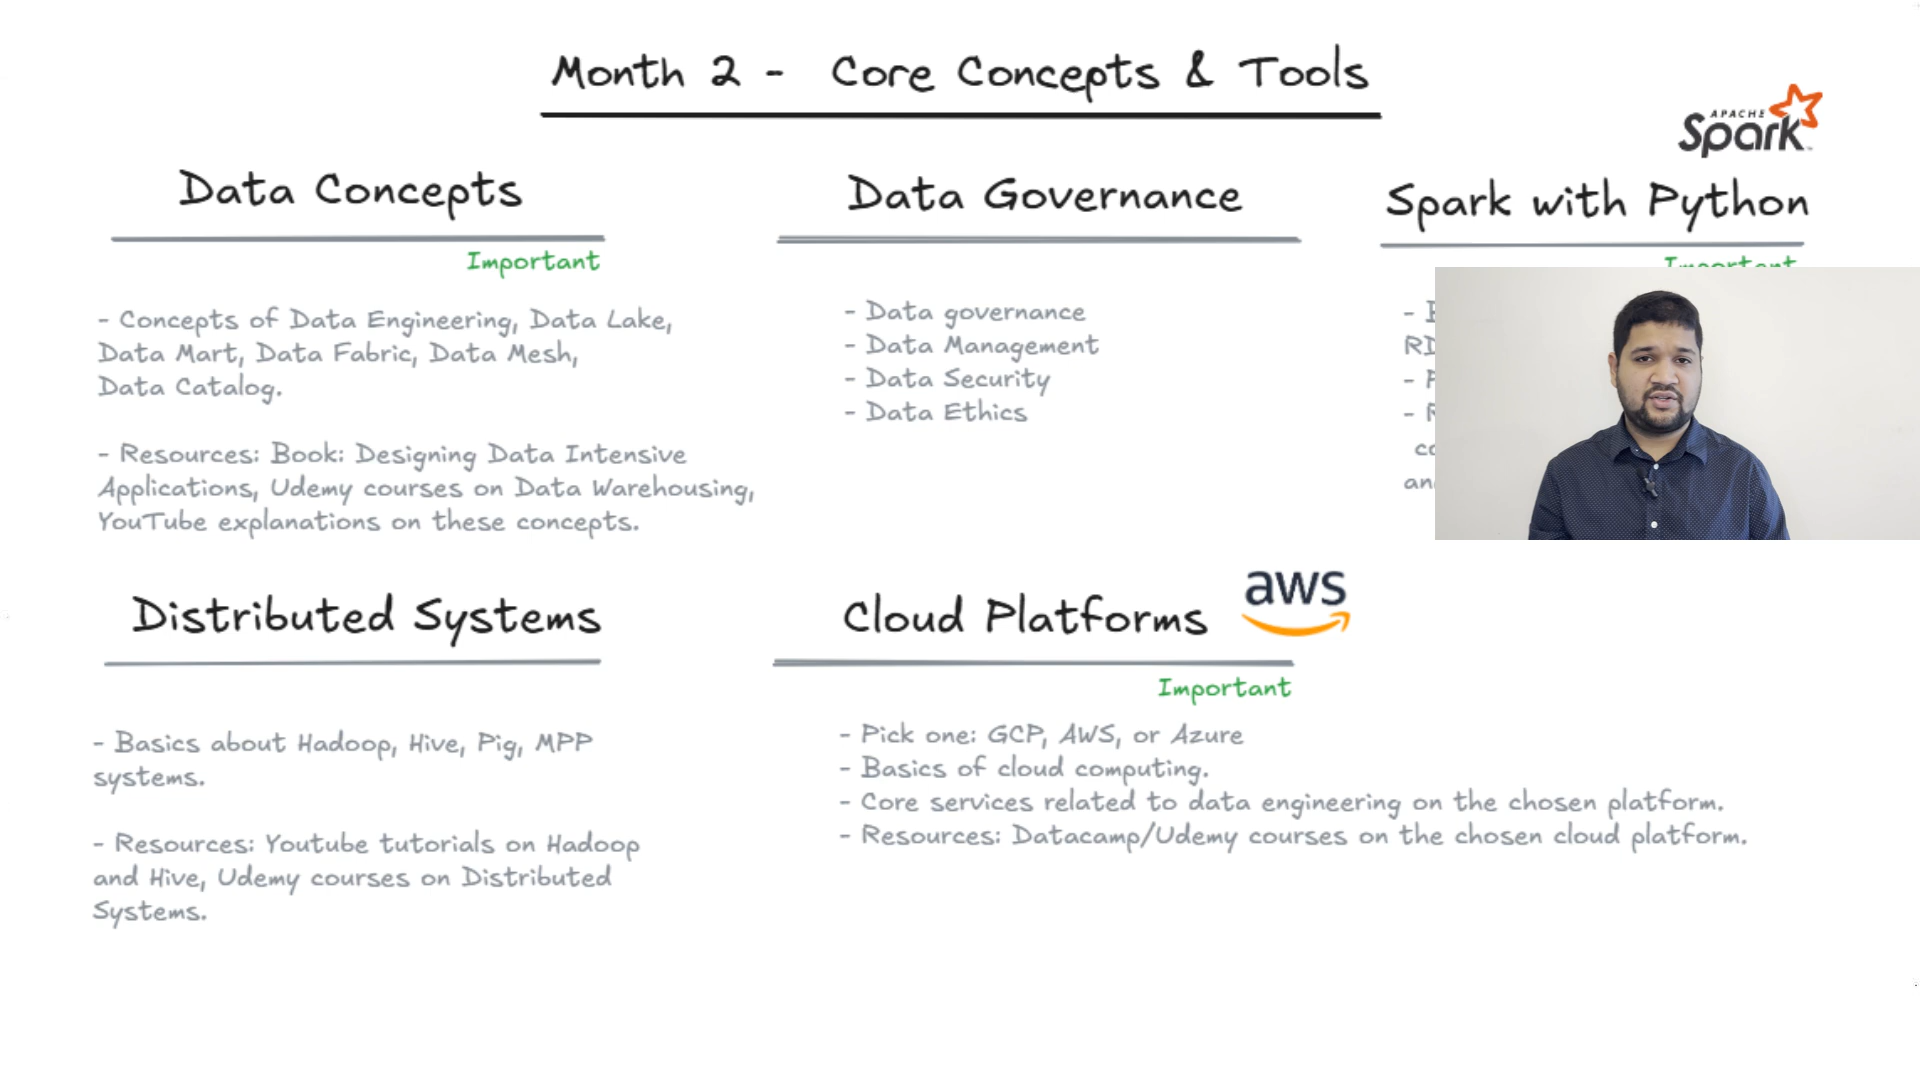 Month 2 - Core Concepts & Tools
APACHE
Spark
Data Concepts
Important
- Concepts of Data Engineering, Data Lake,
Data Mart, Data Fabric, Data Mesh,
Data Catalog.
- Resources: Book: Designing Data Intensive
Applications, Udemy courses on Data Warehousing,
YouTube explanations on these concepts.
Data Governance
- Data governance
- Data Management
- Data Security
- Data Ethics
Spark with Python
Important
Distributed Systems
- Basics about Hadoop, Hive, Pig, MPP
systems.
- Resources: Youtube tutorials on Hadoop
and Hive, Udemy courses on Distributed
Systems.
Cloud Platforms
aws
Important
- Pick one: GCP, AWS, or Azure
- Basics of cloud computing.
- Core services related to data engineering on the chosen platform.
- Resources: Datacamp/Udemy courses on the chosen cloud platform.